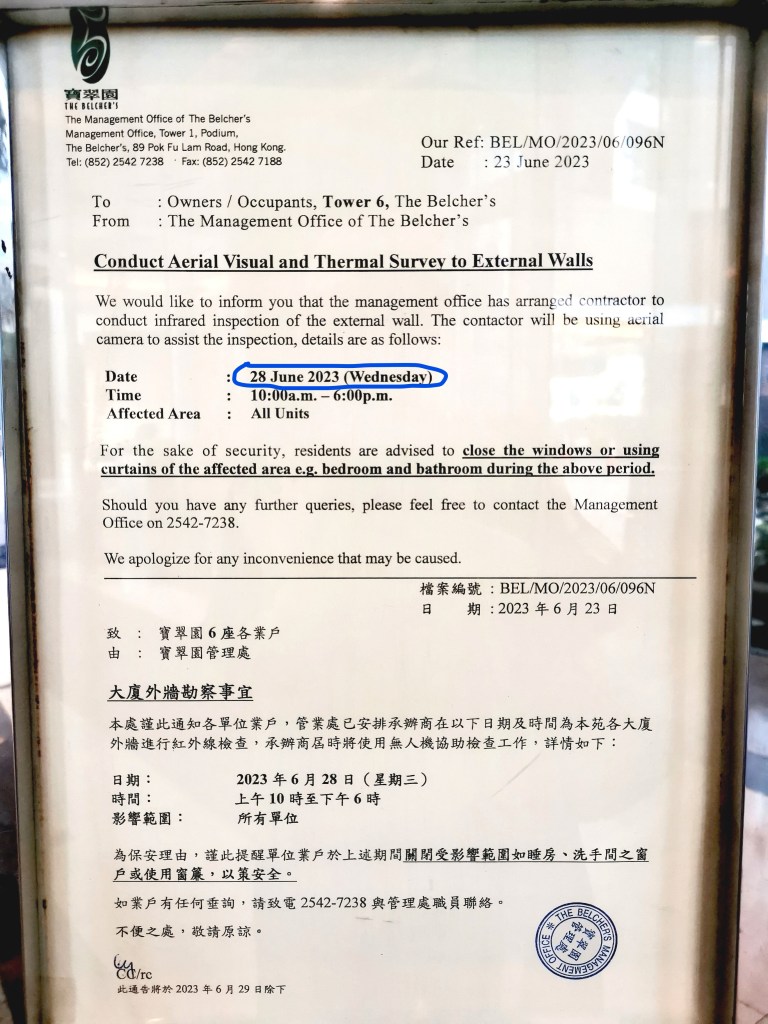 寶翠園
THE BELCHER'S
The Management Office of The Belcher's
Management Office, Tower 1, Podium,
The Belcher's, 89 Pok Fu Lam Road, Hong Kong.
Tel: (852) 2542 7238 Fax: (852) 2542 7188
Our Ref: BEL/MO/2023/06/096N
Date : 23 June 2023
To : Owners / Occupants, Tower 6, The Belcher's
From : The Management Office of The Belcher's
Conduct Aerial Visual and Thermal Survey to External Walls
We would like to inform you that the management office has arranged contractor to
conduct infrared inspection of the external wall. The contactor will be using aerial
camera to assist the inspection, details are as follows:
Date : 28 June 2023 (Wednesday)
Time : 10:00a.m. – 6:00p.m.
Affected Area : All Units
For the sake of security, residents are advised to close the windows or using
curtains of the affected area e.g. bedroom and bathroom during the above period.
Should you have any further queries, please feel free to contact the Management
Office on 2542-7238.
We apologize for any inconvenience that may be caused.
檔案編號 : BEL/MO/2023/06/096N
日 期 : 2023 年 6 月 23 日
致 : 寶翠園 6 座各業戶
由 : 寶翠園管理處
大廈外牆勘察事宜
本處謹此通知各單位業戶，管業處已安排承辦商在以下日期及時間為本苑各大廈
外牆進行紅外線檢查，承辦商屆時將使用無人機協助檢查工作，詳情如下：
日期： 2023 年 6 月 28 日（星期三）
時間： 上午 10 時至下午 6 時
影響範圍： 所有單位
為保安理由，謹此提醒單位業戶於上述期間關閉受影響範圍如睡房、洗手間之窗
戶或使用窗簾，以策安全。
如業戶有任何垂詢，請致電 2542-7238 與管理處職員聯絡。
不便之處，敬請原諒。
THE BELCHER'S MANAGEMENT OFFICE
寶翠園
管理處
CC/rc
此通告將於 2023 年 6 月 29 日除下